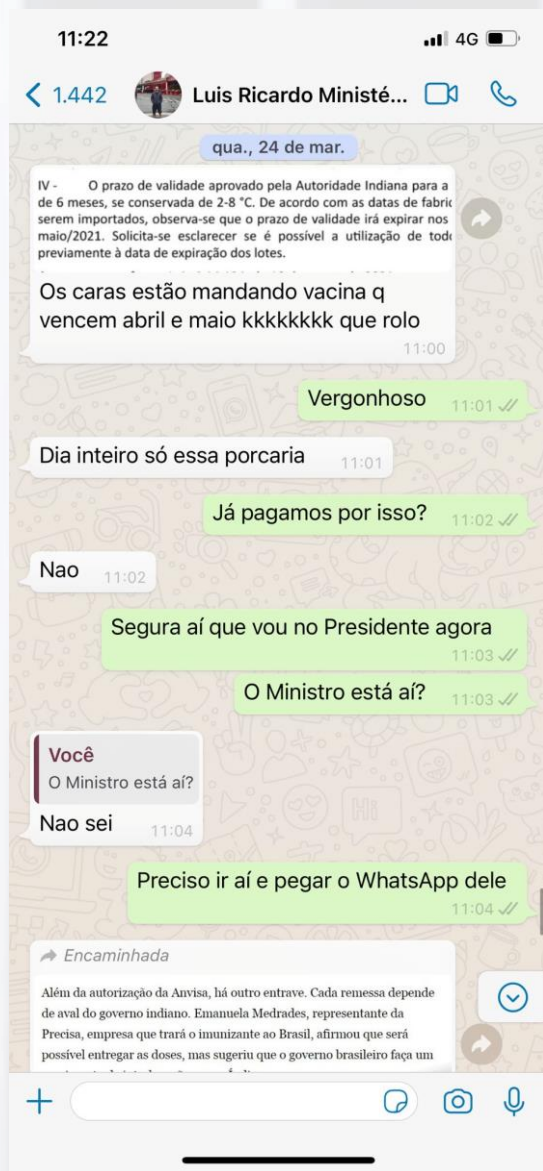 11:22
4G
1.442
Luis Ricardo Ministé...
qua., 24 de mar.
IV - O prazo de validade aprovado pela Autoridade Indiana para a
de 6 meses, se conservada de 2-8 °C. De acordo com as datas de fabric
serem importados, observa-se que o prazo de validade irá expirar nos
maio/2021. Solicita-se esclarecer se é possível a utilização de tod
previamente à data de expiração dos lotes.
Os caras estão mandando vacina q
vencem abril e maio kkkkkkkk que rolo
11:00
Vergonhoso 11:01
Dia inteiro só essa porcaria 11:01
Já pagamos por isso? 11:02
Nao 11:02
Segura aí que vou no Presidente agora
11:03
O Ministro está aí? 11:03
Você
O Ministro está aí?
Nao sei 11:04
Preciso ir aí e pegar o WhatsApp dele
11:04
Encaminhada
Além da autorização da Anvisa, há outro entrave. Cada remessa depende
de aval do governo indiano. Emanuela Medrades, representante da
Precisa, empresa que trará o imunizante ao Brasil, afirmou que será
possível entregar as doses, mas sugeriu que o governo brasileiro faça um